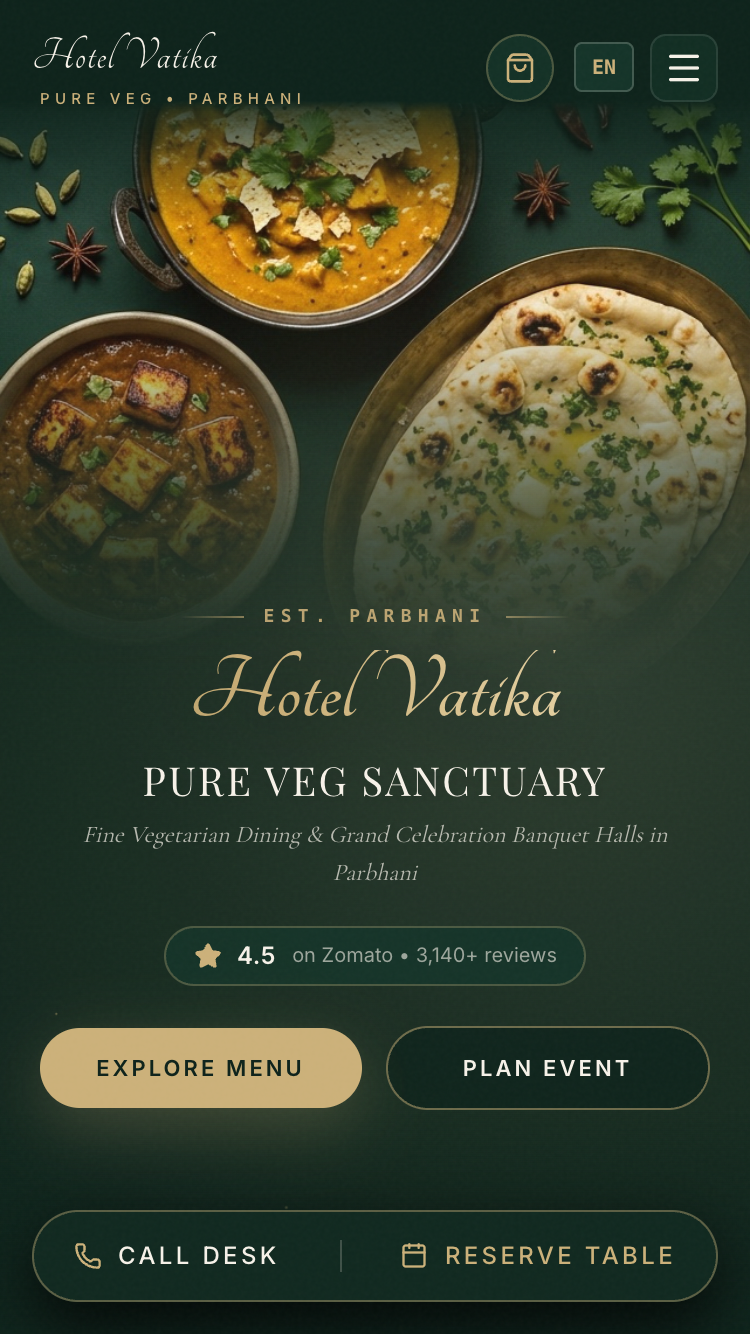 Hotel Vatika
PURE VEG • PARBHANI
EN
EST. PARBHANI
Hotel Vatika
PURE VEG SANCTUARY
Fine Vegetarian Dining & Grand Celebration Banquet Halls in
Parbhani
4.5 on Zomato • 3,140+ reviews
EXPLORE MENU
PLAN EVENT
CALL DESK
RESERVE TABLE